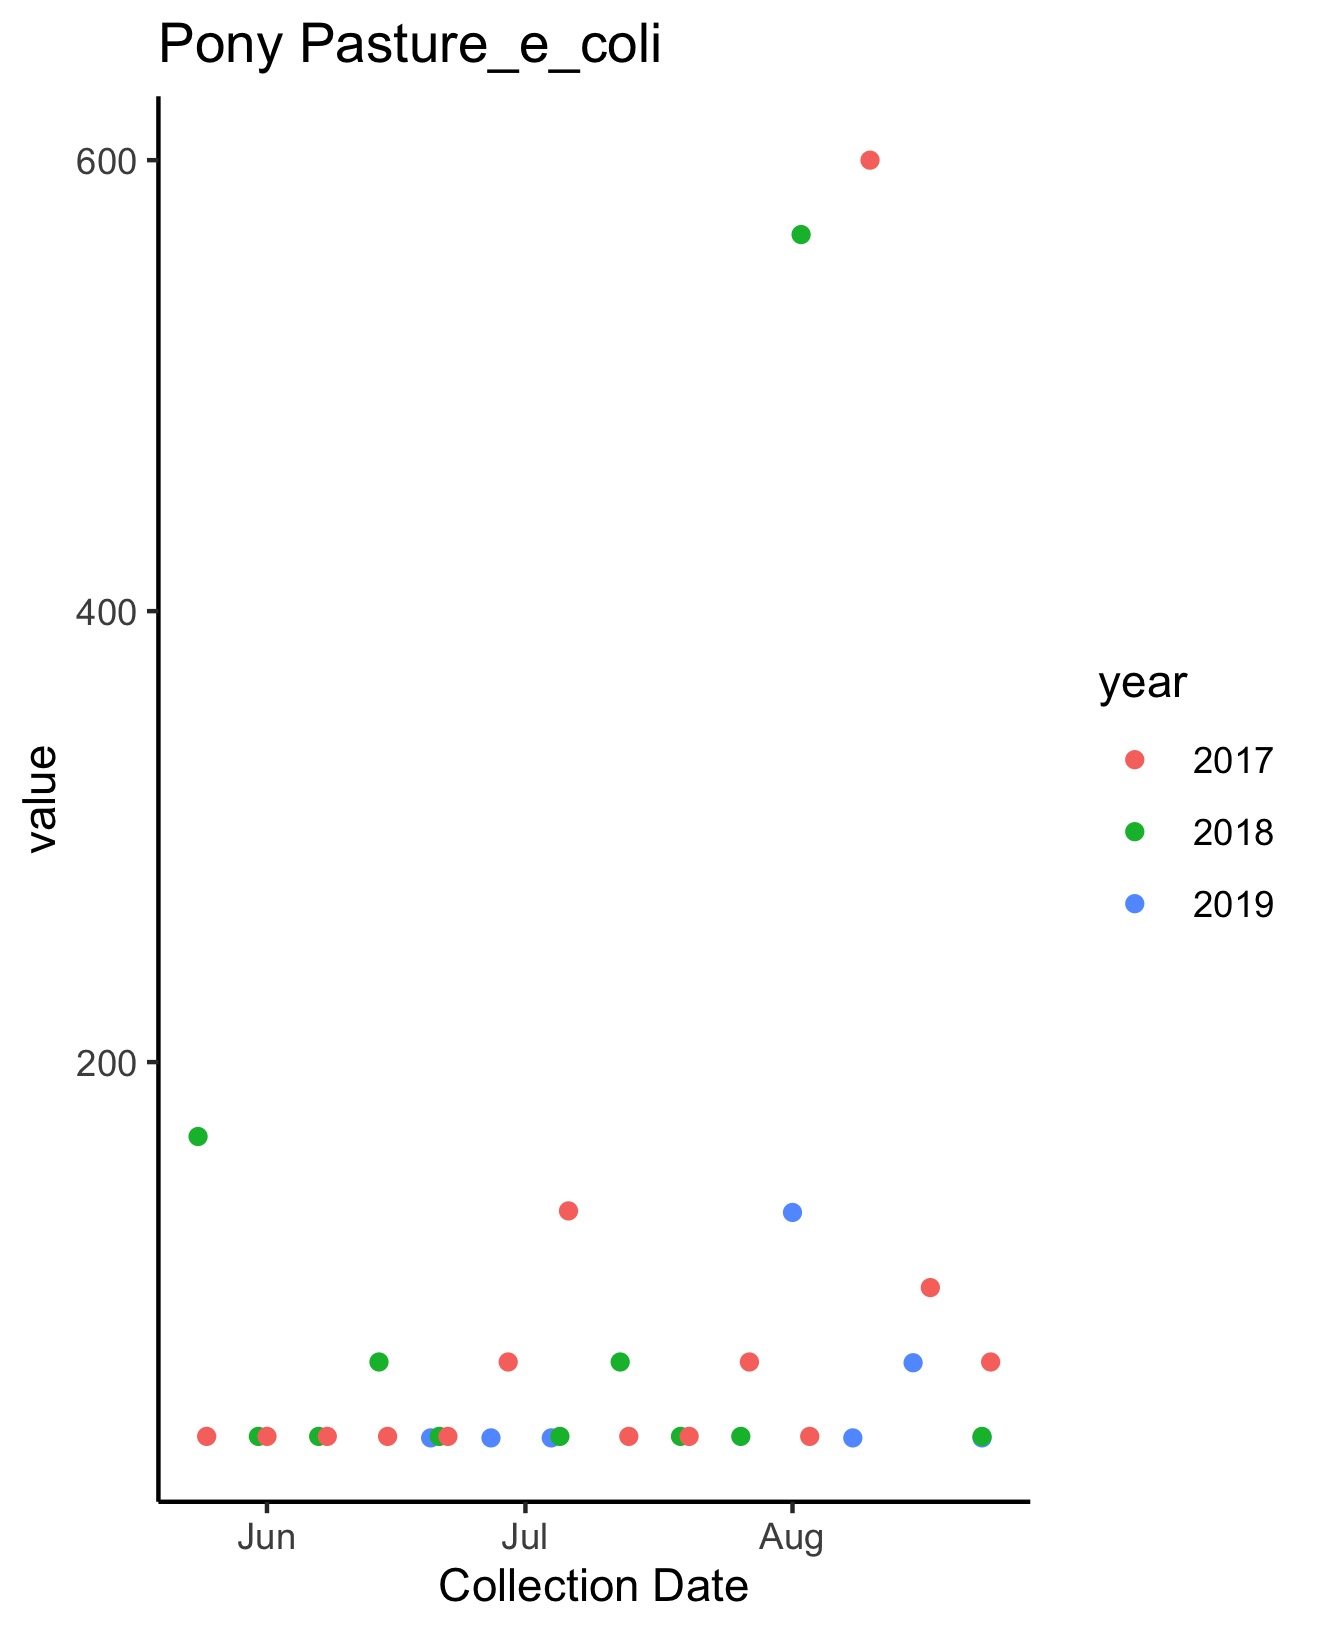 Pony Pasture_e_coli
600
400
200
value
Jun
Jul
Aug
Collection Date
year
2017
2018
2019